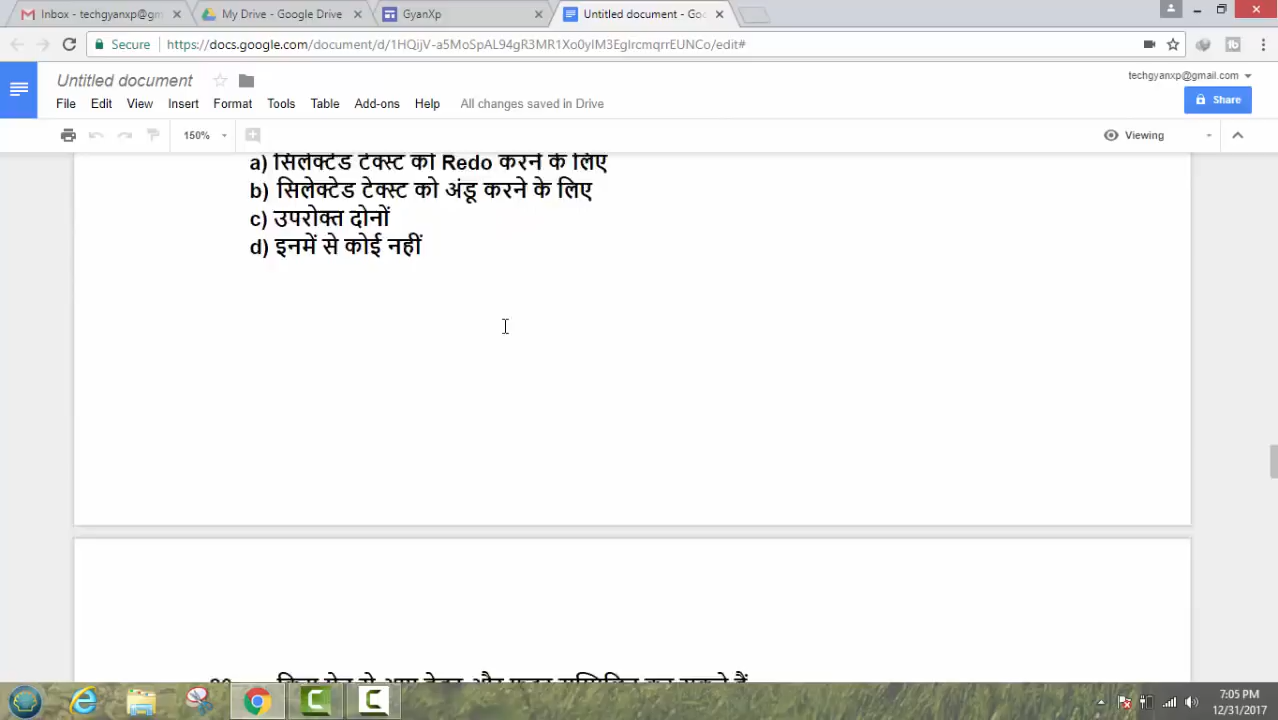 Inbox - techgyanxp@gm
My Drive - Google Drive
GyanXp
Untitled document - Goo
Secure
https://docs.google.com/document/d/1HQijV-a5MoSpAL94gR3MR1Xo0yIM3EgIrcmqrrEUNCo/edit#
Untitled document
techgyanxp@gmail.com
File Edit View Insert Format Tools Table Add-ons Help All changes saved in Drive
Share
150%
Viewing
a) सिलेक्टेड टेक्स्ट को Redo करने के लिए
b) सिलेक्टेड टेक्स्ट को अंडू करने के लिए
c) उपरोक्त दोनों
d) इनमें से कोई नहीं
7:05 PM
12/31/2017